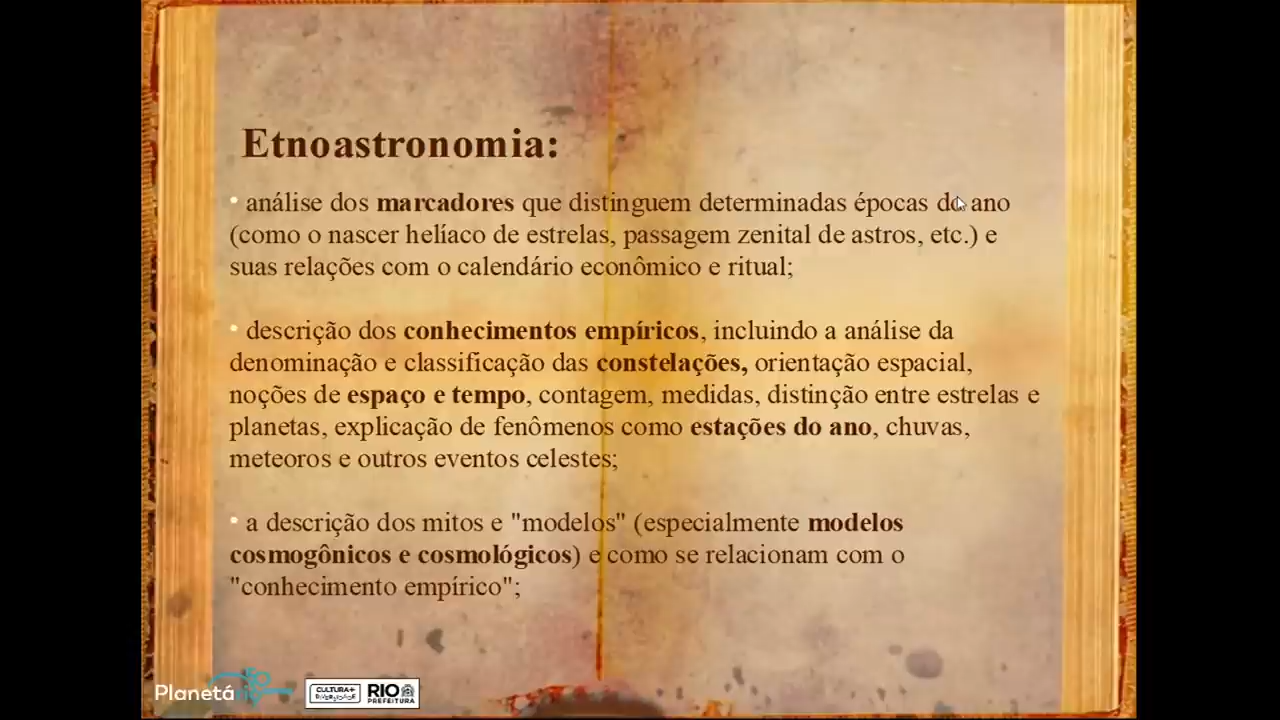 Etnoastronomia:
• análise dos marcadores que distinguem determinadas épocas do ano
(como o nascer helíaco de estrelas, passagem zenital de astros, etc.) e
suas relações com o calendário econômico e ritual;
• descrição dos conhecimentos empíricos, incluindo a análise da
denominação e classificação das constelações, orientação espacial,
noções de espaço e tempo, contagem, medidas, distinção entre estrelas e
planetas, explicação de fenômenos como estações do ano, chuvas,
meteoros e outros eventos celestes;
• a descrição dos mitos e "modelos" (especialmente modelos
cosmogônicos e cosmológicos) e como se relacionam com o
"conhecimento empírico";
Planetário
CULTURA+
DIVERSIDADE
RIO
PREFEITURA